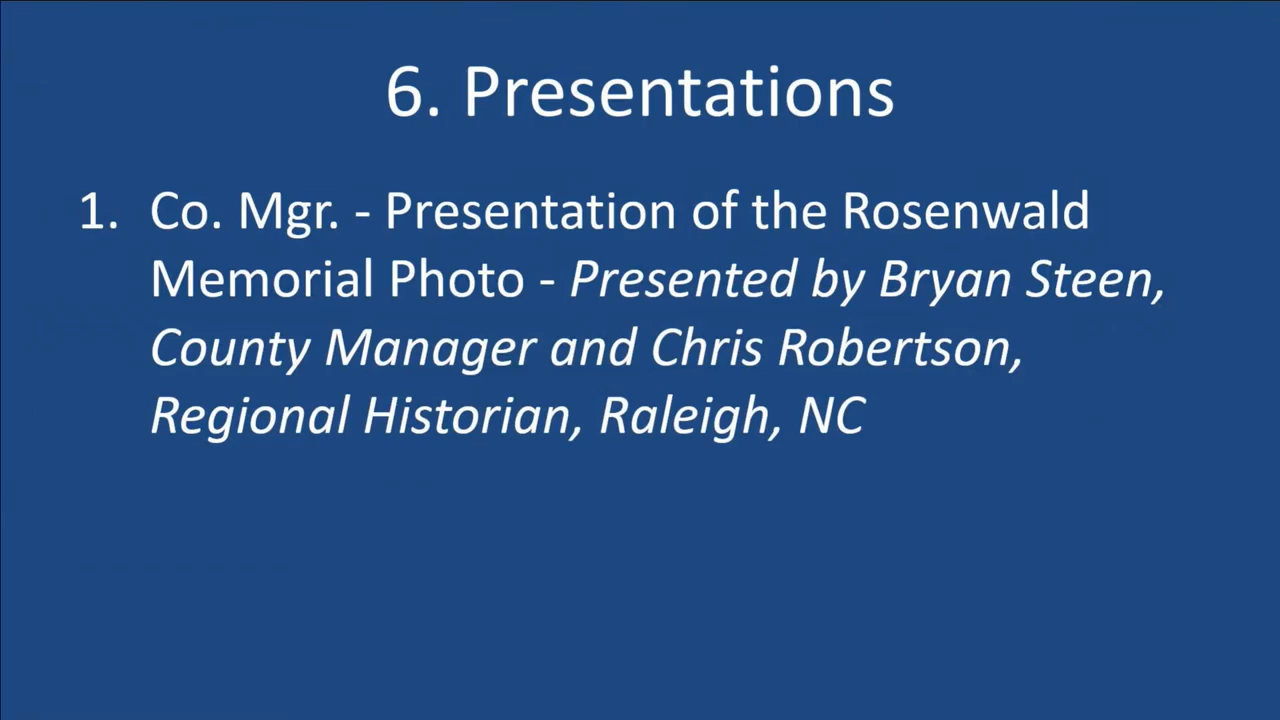 6. Presentations
1. Co. Mgr. - Presentation of the Rosenwald
Memorial Photo - Presented by Bryan Steen,
County Manager and Chris Robertson,
Regional Historian, Raleigh, NC